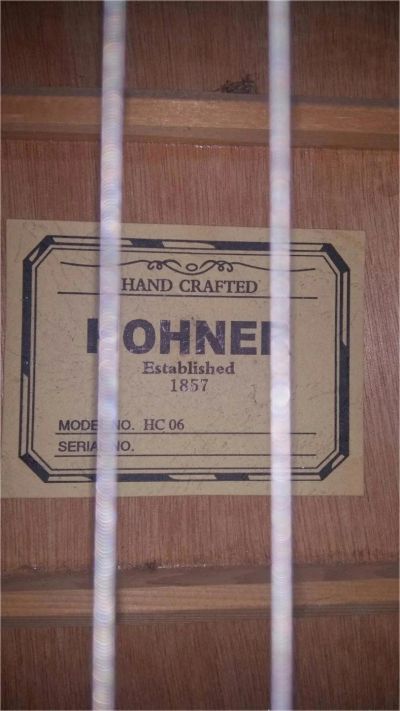 HAND CRAFTED
HOHNER
Established
1857
MODEL NO. HC 06
SERIAL NO.